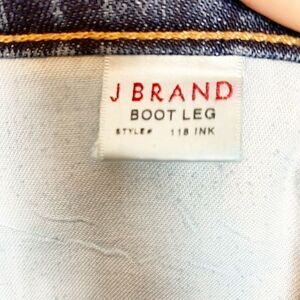 J BRAND
BOOT LEG
STYLE# 118 INK